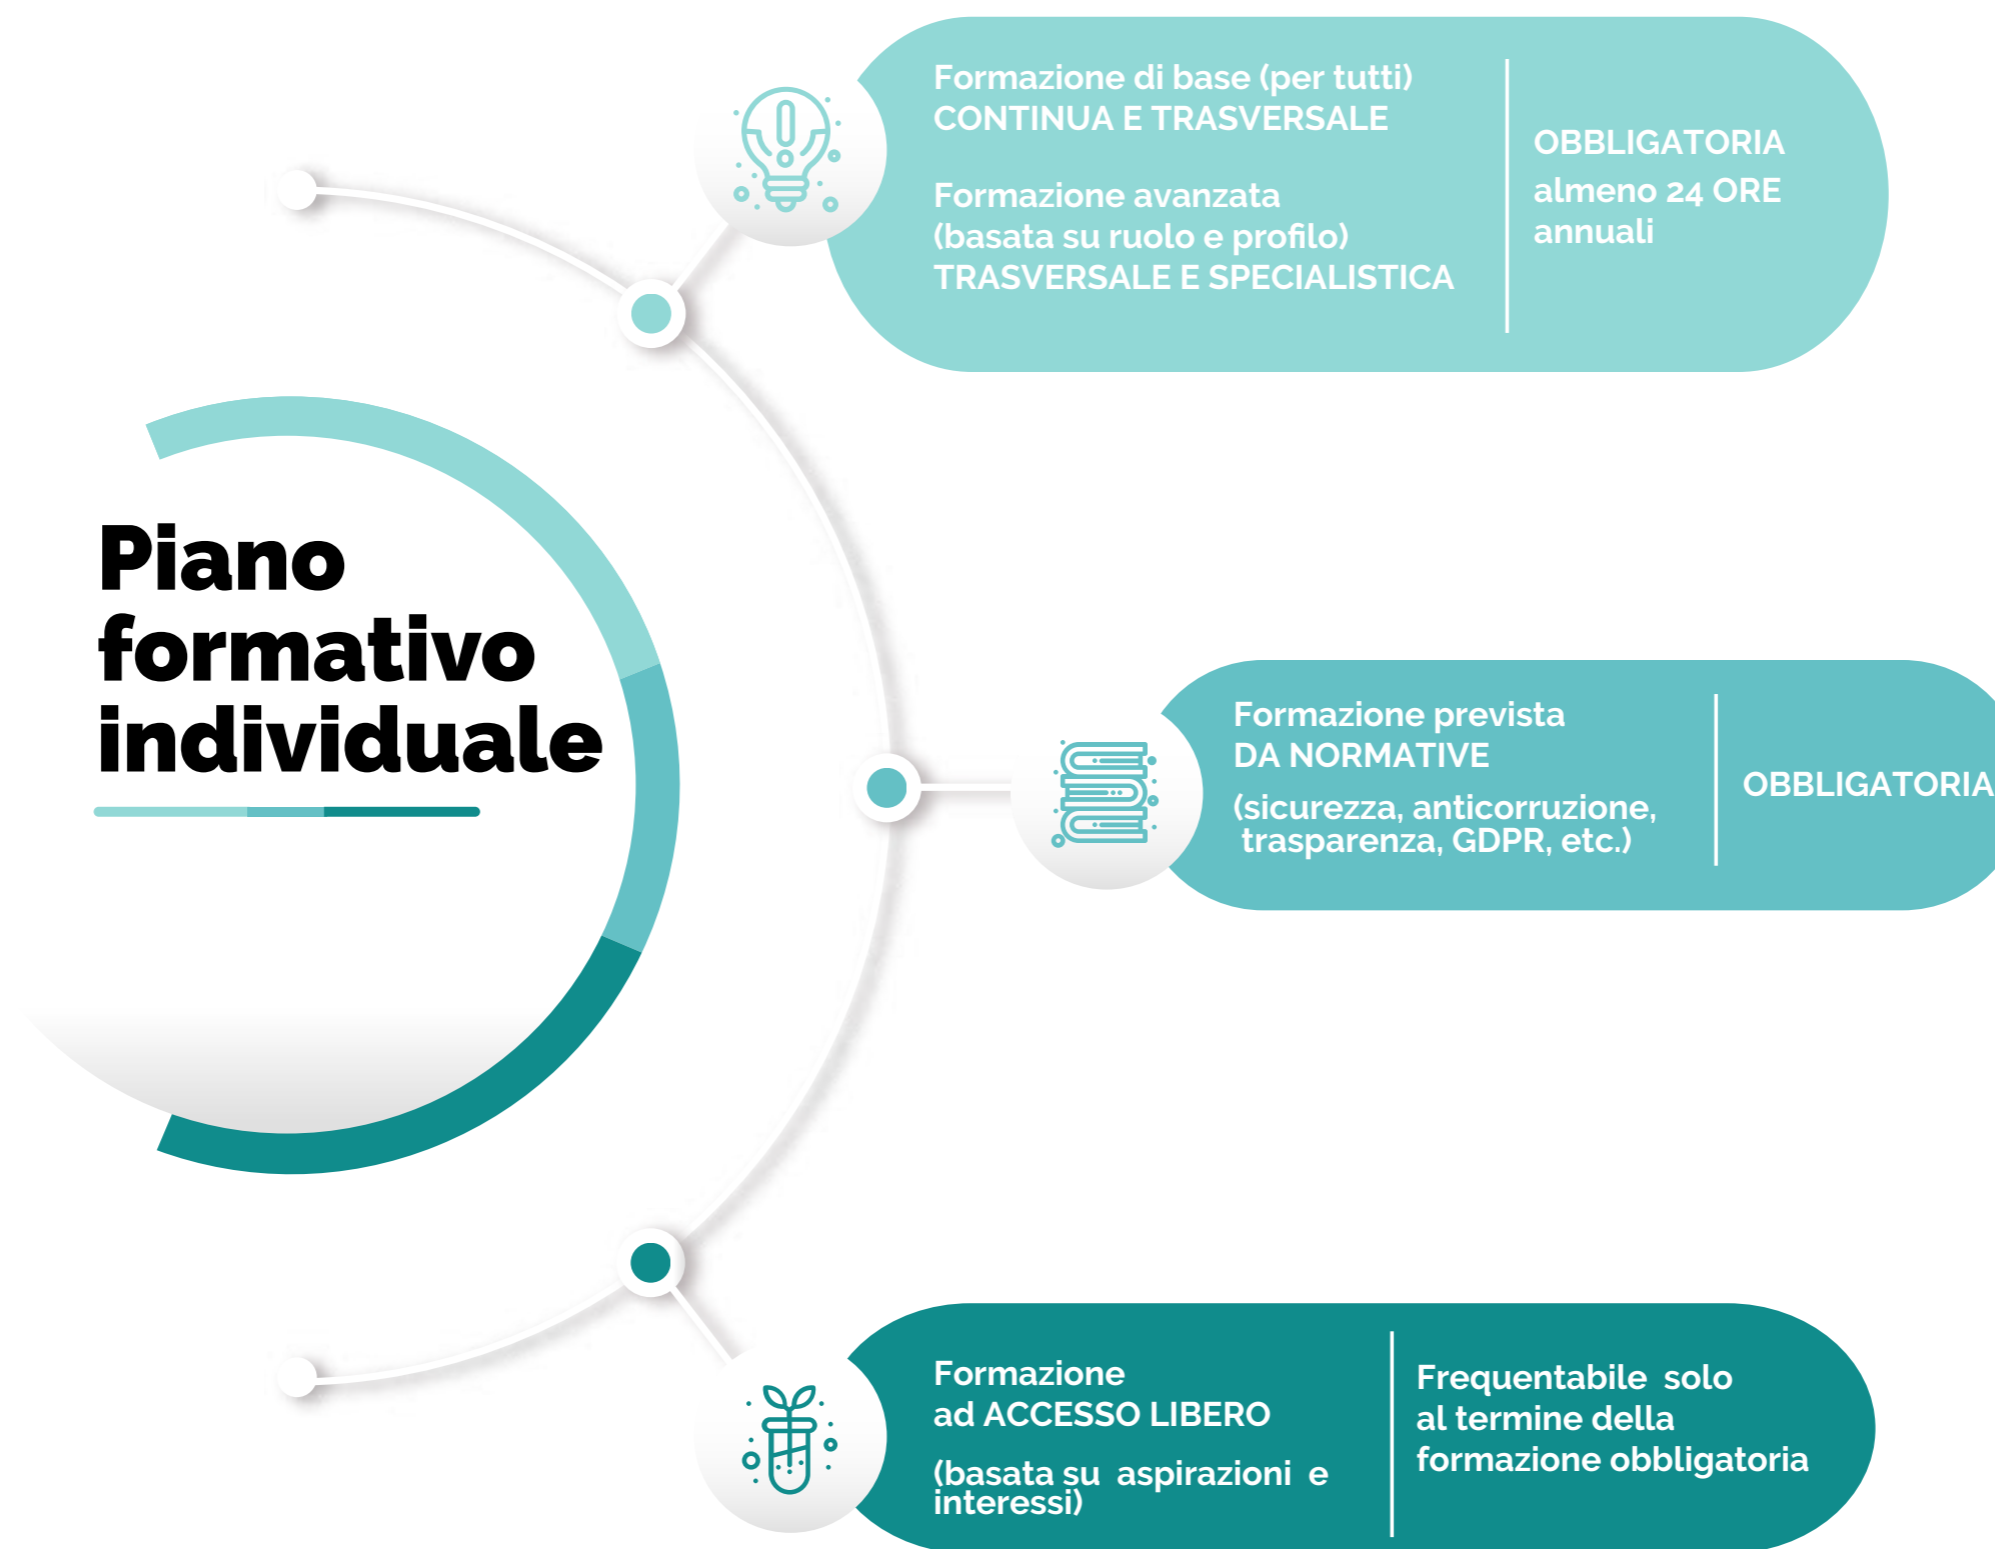 Piano
formativo
individuale
Formazione di base (per tutti)
CONTINUA E TRASVERSALE
Formazione avanzata
(basata su ruolo e profilo)
TRASVERSALE E SPECIALISTICA
OBBLIGATORIA
almeno 24 ORE
annuali
Formazione prevista
DA NORMATIVE
(sicurezza, anticorruzione,
trasparenza, GDPR, etc.)
OBBLIGATORIA
Formazione
ad ACCESSO LIBERO
(basata su aspirazioni e
interessi)
Frequentabile solo
al termine della
formazione obbligatoria